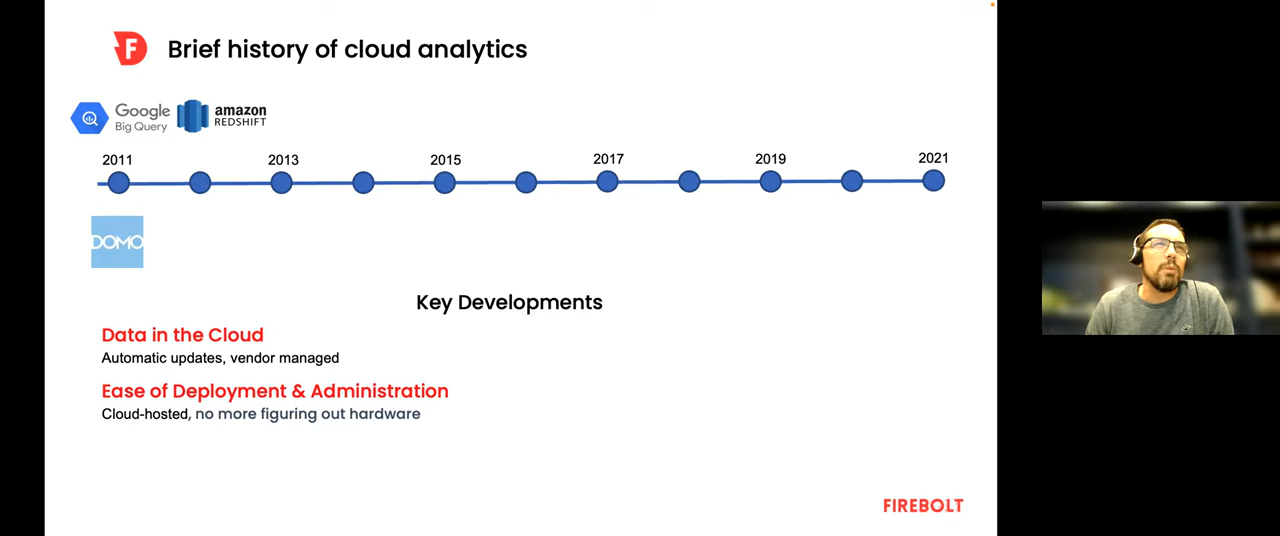 Brief history of cloud analytics
Google
Big Query
amazon
REDSHIFT
2011 2013 2015 2017 2019 2021
DOMO
Key Developments
Data in the Cloud
Automatic updates, vendor managed
Ease of Deployment & Administration
Cloud-hosted, no more figuring out hardware
FIREBOLT